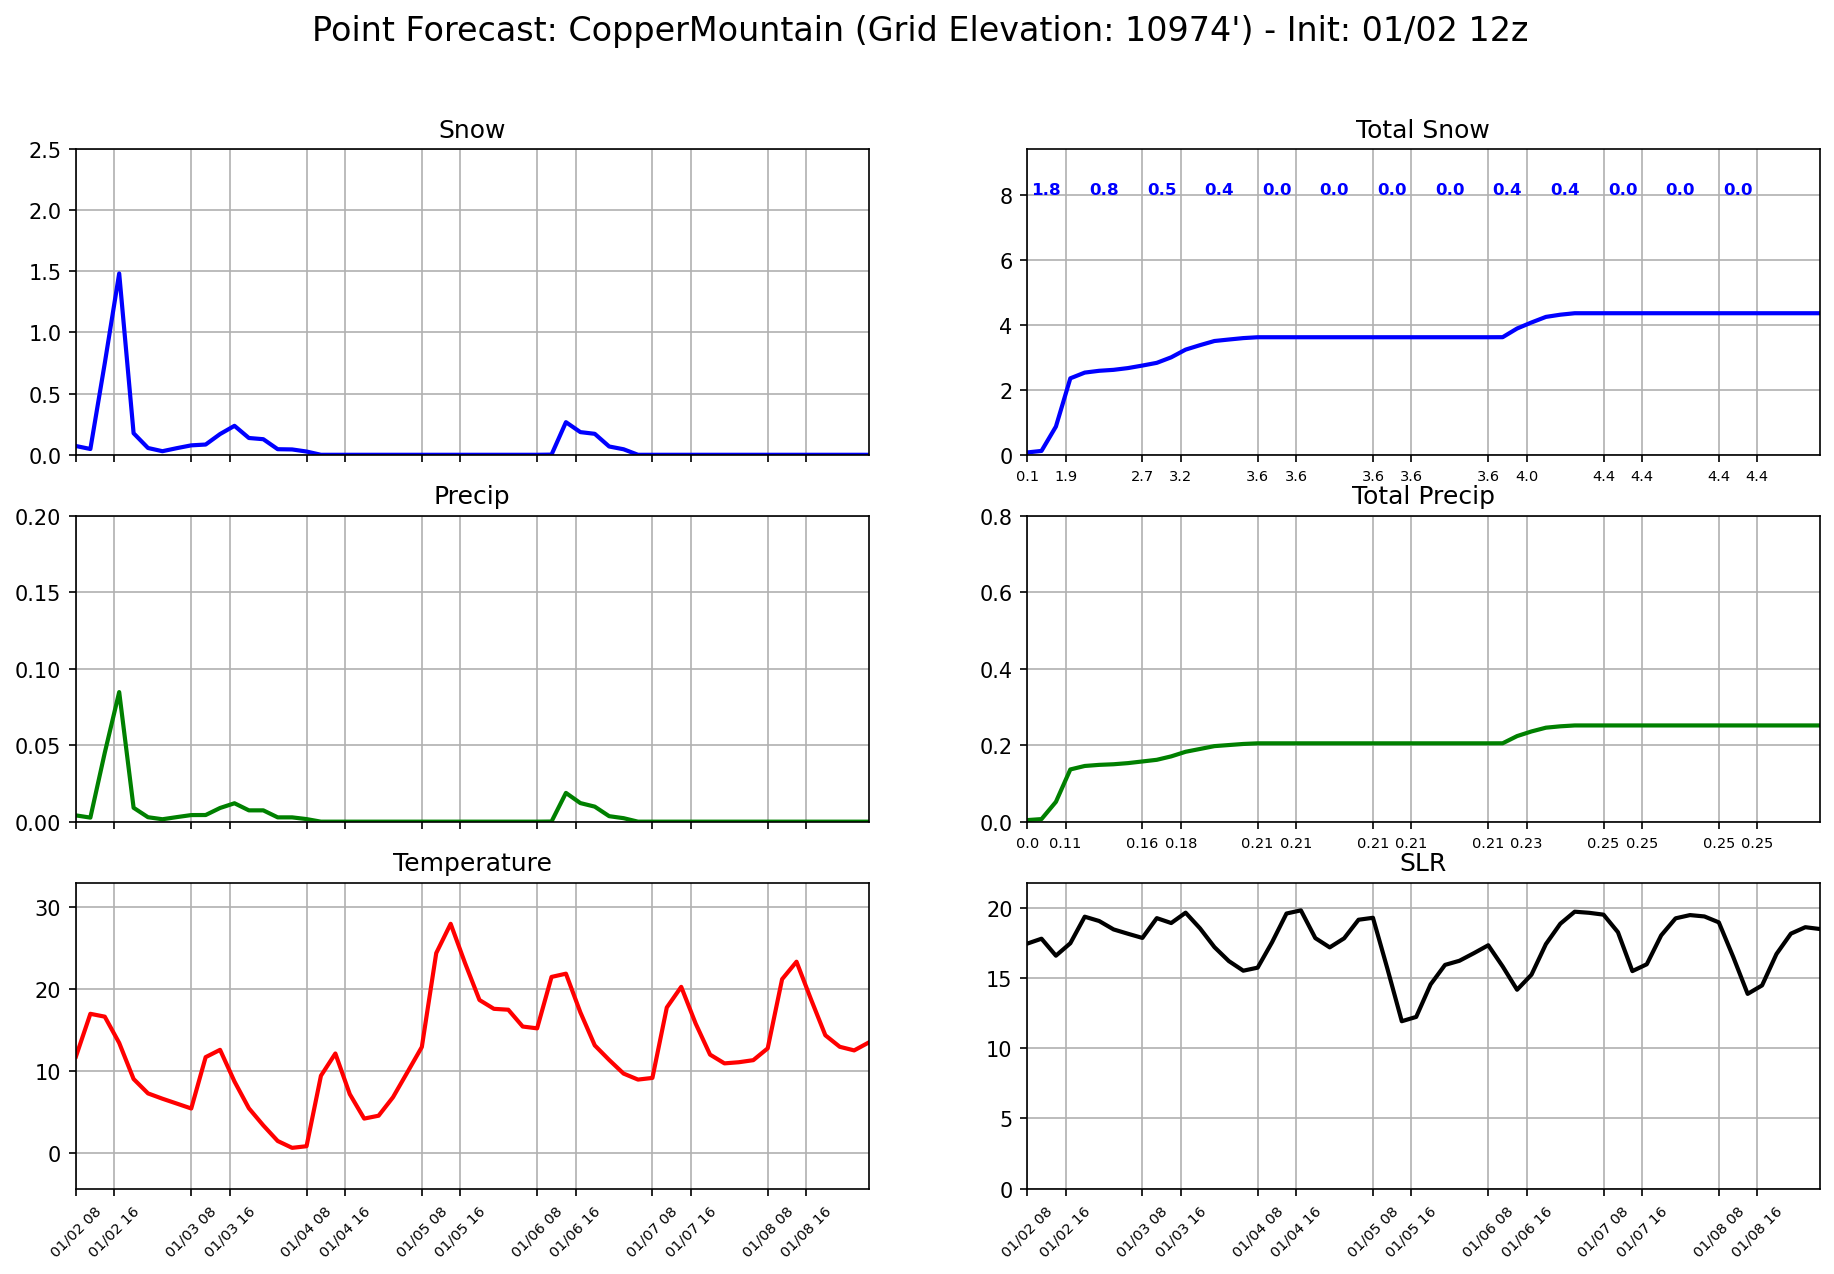 Point Forecast: CopperMountain (Grid Elevation: 10974') - Init: 01/02 12z
Snow
2.5
2.0
1.5
1.0
0.5
0.0
Total Snow
1.8 0.8 0.5 0.4 0.0 0.0 0.0 0.0 0.4 0.4 0.0 0.0 0.0
8
6
4
2
0
0.1 1.9 2.7 3.2 3.6 3.6 3.6 3.6 3.6 4.0 4.4 4.4 4.4 4.4
Precip
0.20
0.15
0.10
0.05
0.00
Total Precip
0.8
0.6
0.4
0.2
0.0
0.0 0.11 0.16 0.18 0.21 0.21 0.21 0.21 0.21 0.23 0.25 0.25 0.25 0.25
Temperature
30
20
10
0
01/02 08 01/02 16 01/03 08 01/03 16 01/04 08 01/04 16 01/05 08 01/05 16 01/06 08 01/06 16 01/07 08 01/07 16 01/08 08 01/08 16
SLR
20
15
10
5
0
01/02 08 01/02 16 01/03 08 01/03 16 01/04 08 01/04 16 01/05 08 01/05 16 01/06 08 01/06 16 01/07 08 01/07 16 01/08 08 01/08 16